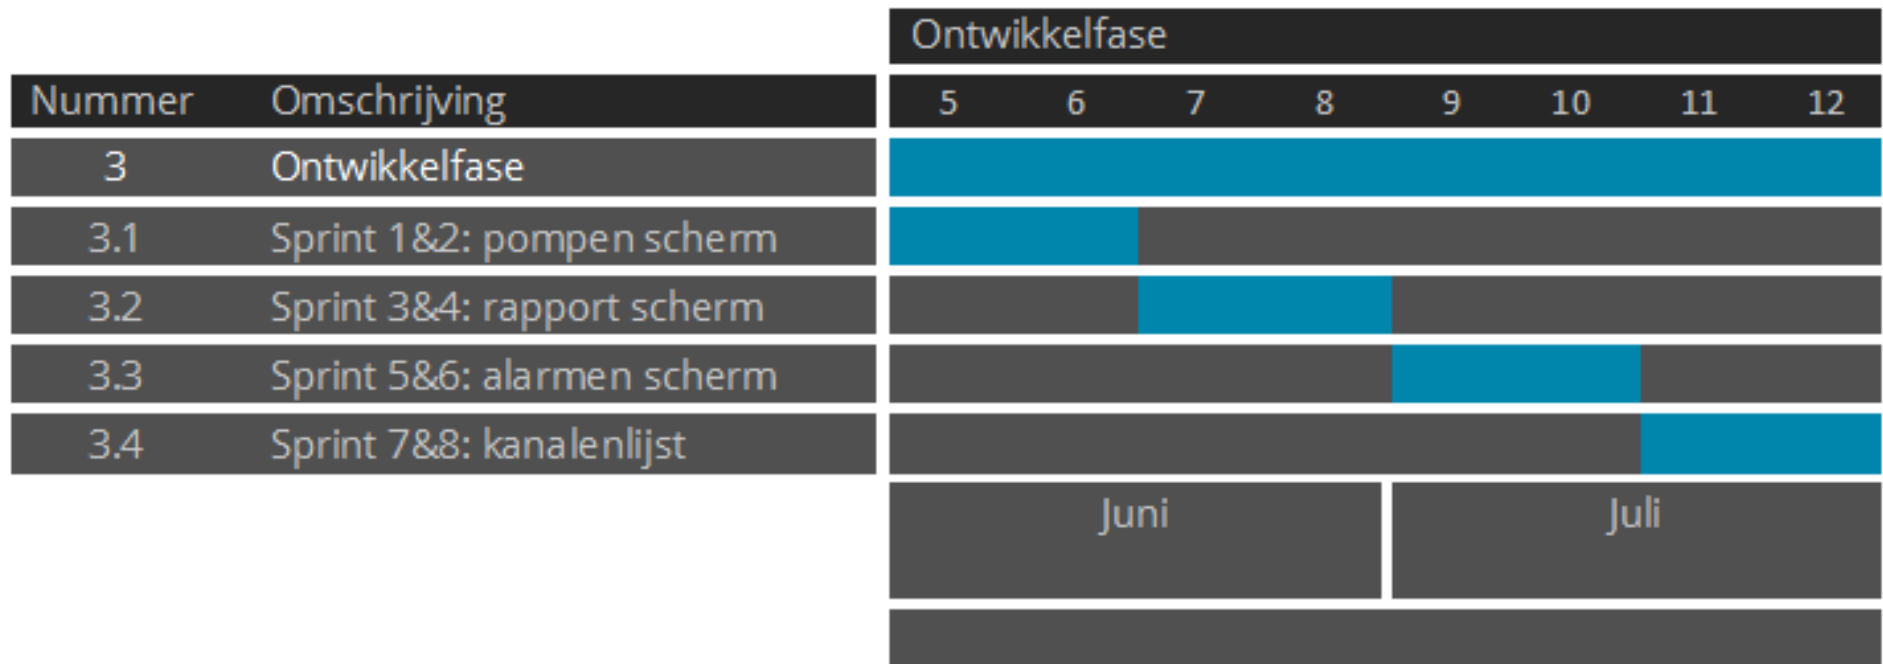 Ontwikkelfase
Nummer Omschrijving 5 6 7 8 9 10 11 12
3 Ontwikkelfase
3.1 Sprint 1&2: pompen scherm
3.2 Sprint 3&4: rapport scherm
3.3 Sprint 5&6: alarmen scherm
3.4 Sprint 7&8: kanalenlijst
Juni Juli